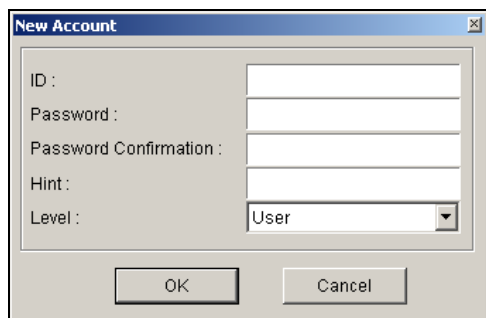 New Account
ID :
Password :
Password Confirmation :
Hint :
Level : User
OK Cancel